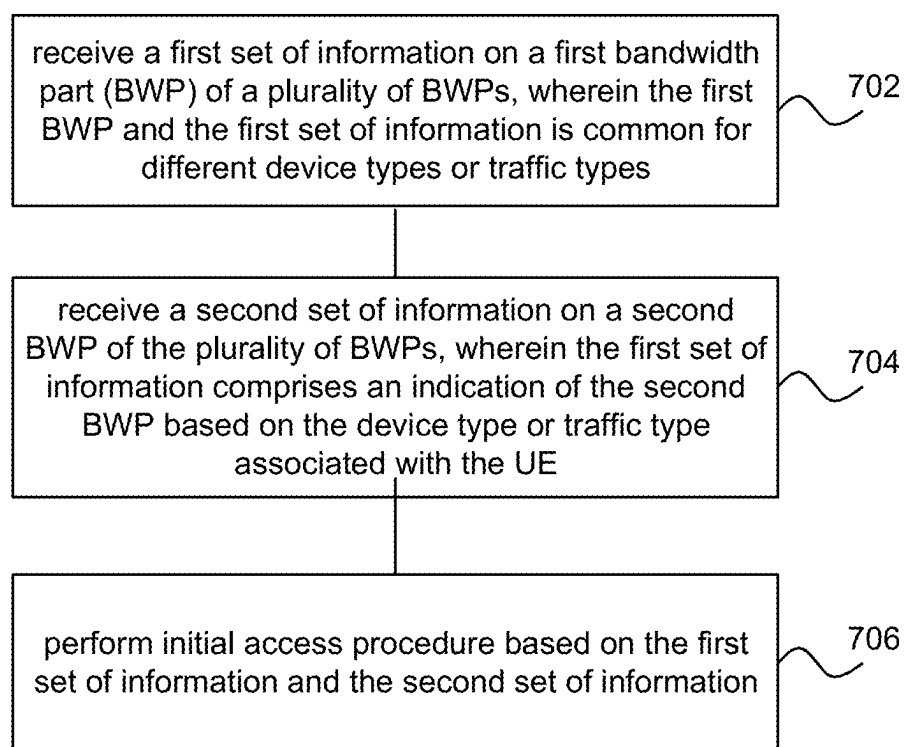 receive a first set of information on a first bandwidth
part (BWP) of a plurality of BWPs, wherein the first
BWP and the first set of information is common for
different device types or traffic types
702
receive a second set of information on a second
BWP of the plurality of BWPs, wherein the first set of
information comprises an indication of the second
BWP based on the device type or traffic type
associated with the UE
704
perform initial access procedure based on the first
set of information and the second set of information
706